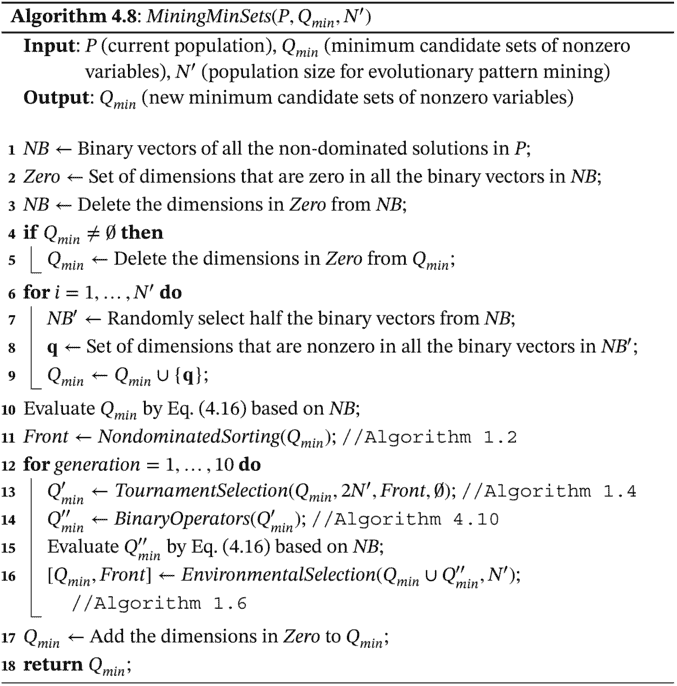 Algorithm 4.8: MiningMinSets(P, Q_min, N′)
Input: P (current population), Q_min (minimum candidate sets of nonzero
variables), N′ (population size for evolutionary pattern mining)
Output: Q_min (new minimum candidate sets of nonzero variables)
1 NB ← Binary vectors of all the non-dominated solutions in P;
2 Zero ← Set of dimensions that are zero in all the binary vectors in NB;
3 NB ← Delete the dimensions in Zero from NB;
4 if Q_min ≠ ∅ then
5 Q_min ← Delete the dimensions in Zero from Q_min;
6 for i = 1, … , N′ do
7 NB′ ← Randomly select half the binary vectors from NB;
8 q ← Set of dimensions that are nonzero in all the binary vectors in NB′;
9 Q_min ← Q_min ∪ {q};
10 Evaluate Q_min by Eq. (4.16) based on NB;
11 Front ← NondominatedSorting(Q_min); //Algorithm 1.2
12 for generation = 1, … , 10 do
13 Q′_min ← TournamentSelection(Q_min, 2N′, Front, ∅); //Algorithm 1.4
14 Q″_min ← BinaryOperators(Q′_min); //Algorithm 4.10
15 Evaluate Q″_min by Eq. (4.16) based on NB;
16 [Q_min, Front] ← EnvironmentalSelection(Q_min ∪ Q″_min, N′);
//Algorithm 1.6
17 Q_min ← Add the dimensions in Zero to Q_min;
18 return Q_min;